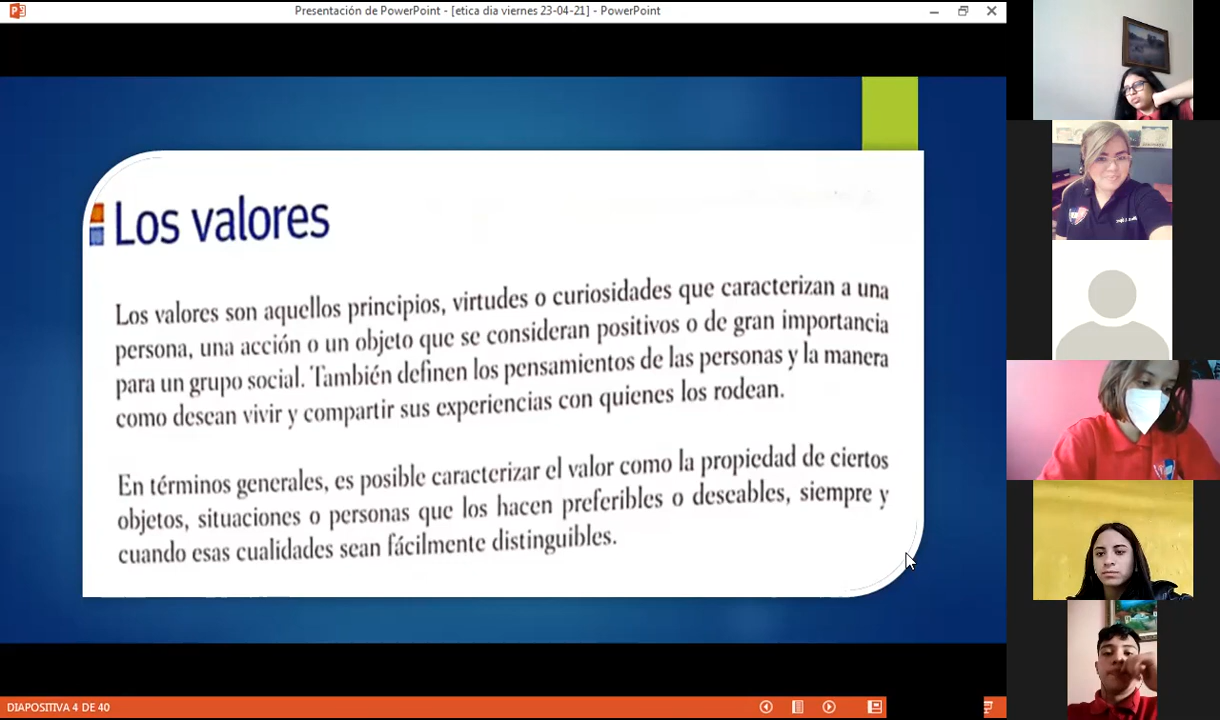 Presentación de PowerPoint - [etica dia viernes 23-04-21] - PowerPoint
Los valores
Los valores son aquellos principios, virtudes o curiosidades que caracterizan a una
persona, una acción o un objeto que se consideran positivos o de gran importancia
para un grupo social. También definen los pensamientos de las personas y la manera
como desean vivir y compartir sus experiencias con quienes los rodean.
En términos generales, es posible caracterizar el valor como la propiedad de ciertos
objetos, situaciones o personas que los hacen preferibles o deseables, siempre y
cuando esas cualidades sean fácilmente distinguibles.
DIAPOSITIVA 4 DE 40